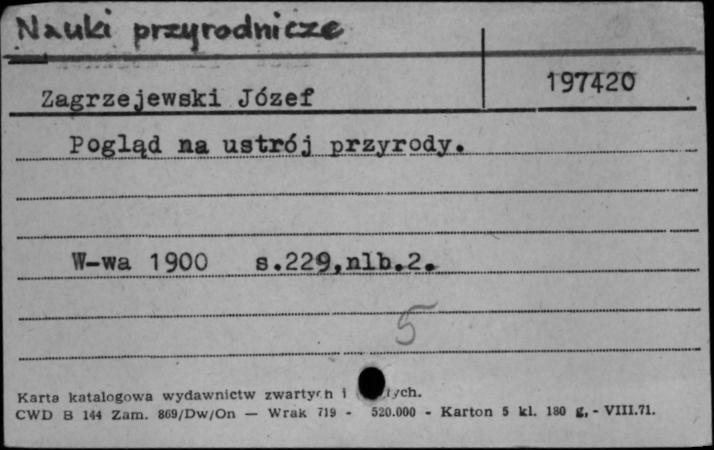 Nauki przyrodnicze
197420
Zagrzejewski Józef
Pogląd na ustrój przyrody.
W-wa 1900 s.229,nlb.2.
5
Karta katalogowa wydawnictw zwartych i
CWD B 144 Zam. 869/Dw/On — Wrak 719 - 520.000 - Karton 5 kl. 180 g. - VIII.71.